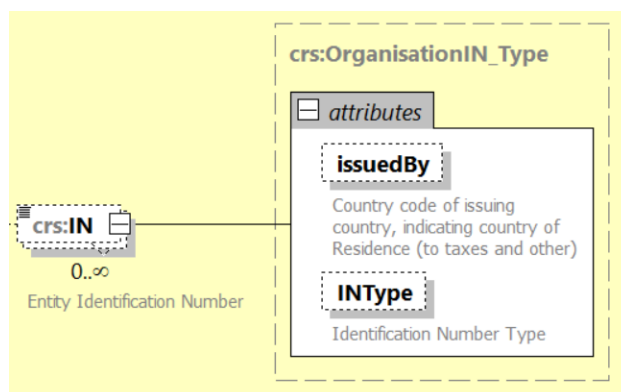 crs:OrganisationIN_Type
attributes
issuedBy
Country code of issuing
country, indicating country of
Residence (to taxes and other)
crs:IN
0..∞
Entity Identification Number
INType
Identification Number Type